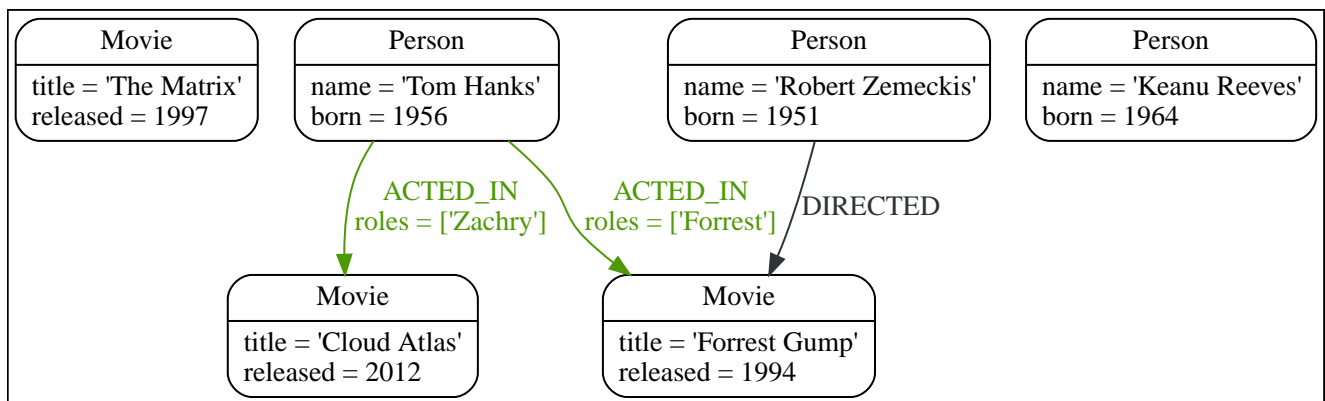 Movie
title = 'The Matrix'
released = 1997
Person
name = 'Tom Hanks'
born = 1956
Person
name = 'Robert Zemeckis'
born = 1951
Person
name = 'Keanu Reeves'
born = 1964
ACTED_IN
roles = ['Zachry']
ACTED_IN
roles = ['Forrest']
DIRECTED
Movie
title = 'Cloud Atlas'
released = 2012
Movie
title = 'Forrest Gump'
released = 1994